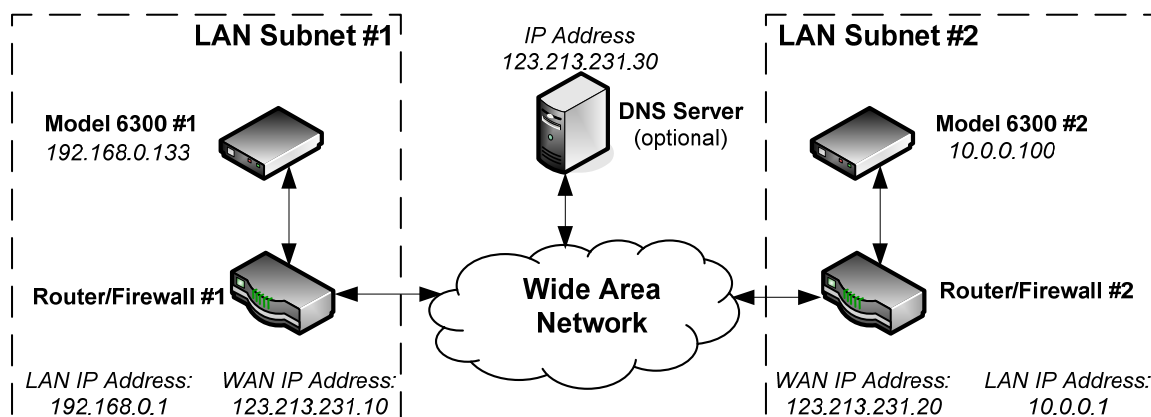 LAN Subnet #1
Model 6300 #1
192.168.0.133
Router/Firewall #1
LAN IP Address:
192.168.0.1
WAN IP Address:
123.213.231.10
IP Address
123.213.231.30
DNS Server
(optional)
Wide Area
Network
LAN Subnet #2
Model 6300 #2
10.0.0.100
Router/Firewall #2
WAN IP Address:
123.213.231.20
LAN IP Address:
10.0.0.1